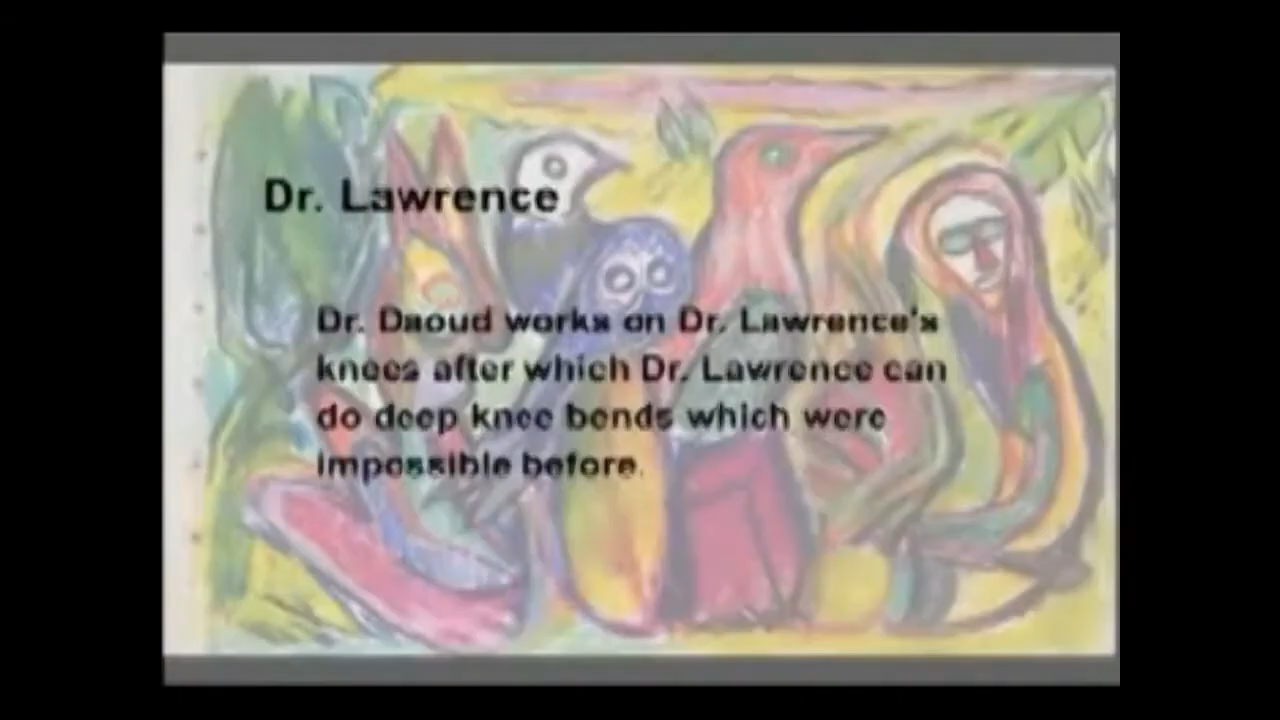 Dr. Lawrence
Dr. Daoud works on Dr. Lawrence's
knees after which Dr. Lawrence can
do deep knee bends which were
impossible before.